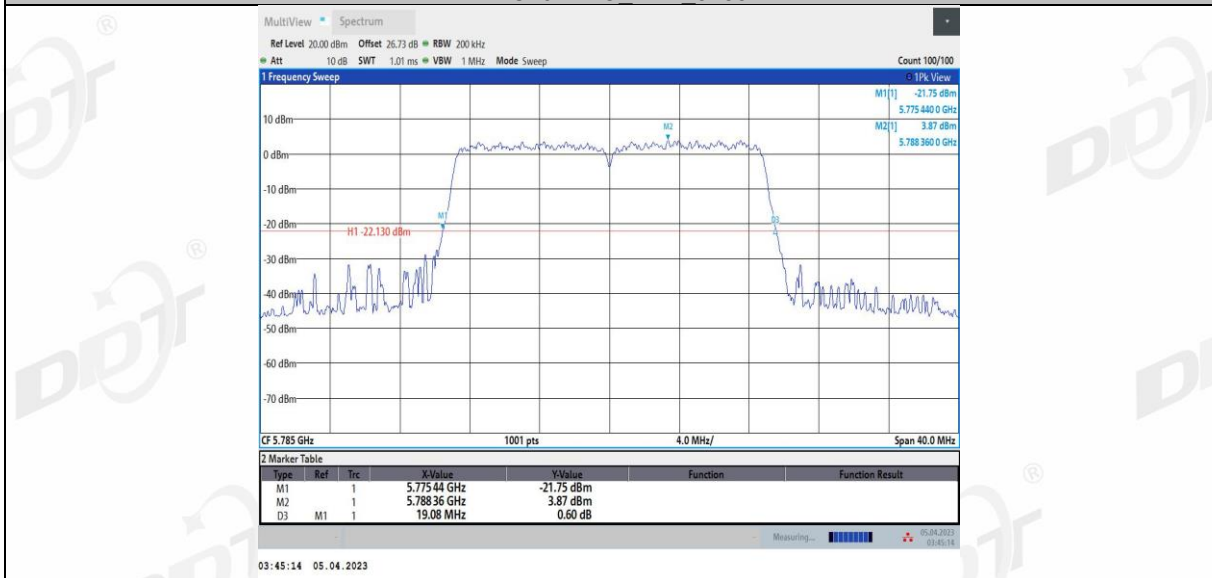 MultiView Spectrum
Ref Level 20.00 dBm Offset 26.73 dB RBW 200 kHz
Att 10 dB SWT 1.01 ms VBW 1 MHz Mode Sweep Count 100/100
1 Frequency Sweep 1Pk View
M1[1] -21.75 dBm
5.775 440 0 GHz
10 dBm
M2
M2[1] 3.87 dBm
5.788 360 0 GHz
0 dBm
-10 dBm
M1
D3
-20 dBm
H1 -22.130 dBm
-30 dBm
-40 dBm
-50 dBm
-60 dBm
-70 dBm
CF 5.785 GHz 1001 pts 4.0 MHz/ Span 40.0 MHz
2 Marker Table
Type Ref Trc X-Value Y-Value Function Function Result
M1 1 5.775 44 GHz -21.75 dBm
M2 1 5.788 36 GHz 3.87 dBm
D3 M1 1 19.08 MHz 0.60 dB
Measuring... 05.04.2023
03:45:14
03:45:14 05.04.2023